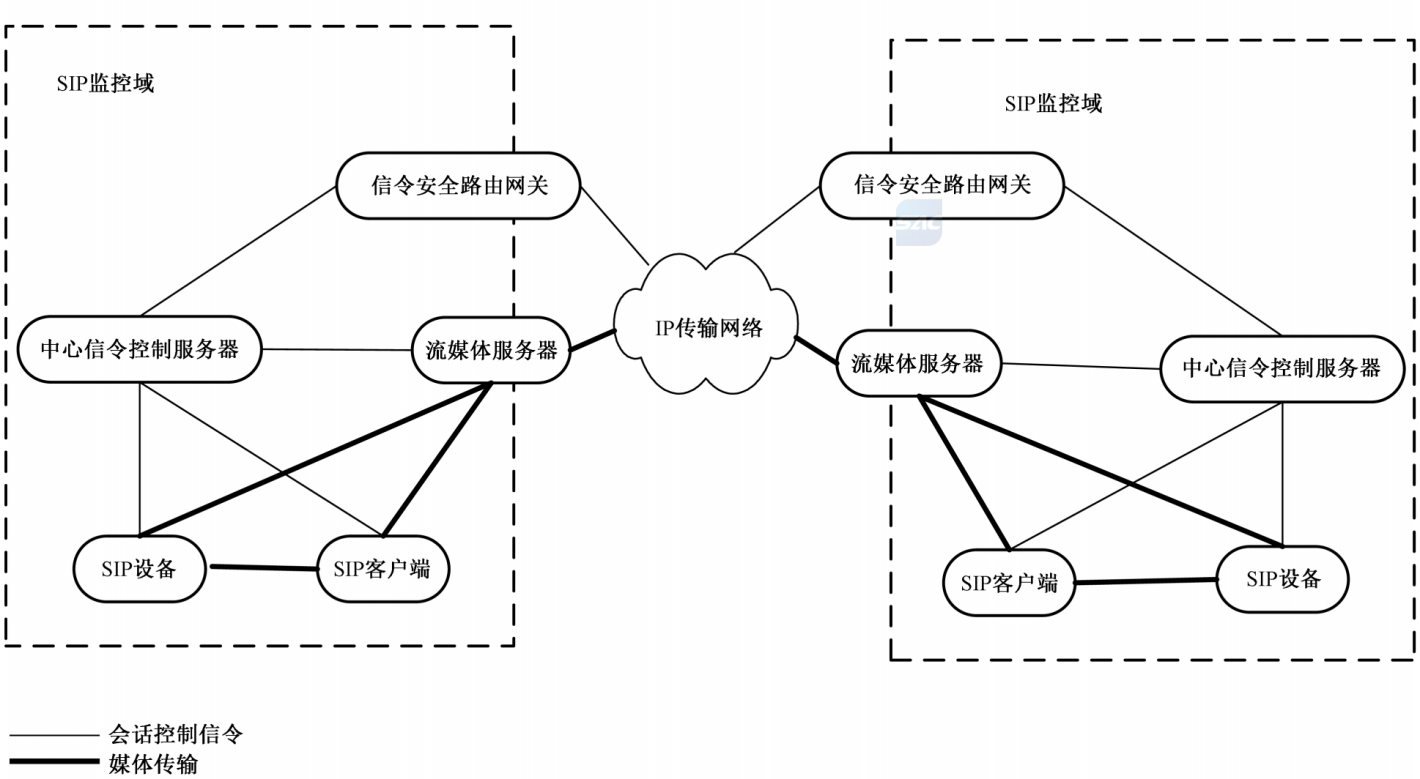 SIP监控域
SIP监控域
信令安全路由网关
信令安全路由网关
SAC
IP传输网络
中心信令控制服务器
流媒体服务器
流媒体服务器
中心信令控制服务器
SIP设备
SIP客户端
SIP客户端
SIP设备
会话控制信令
媒体传输